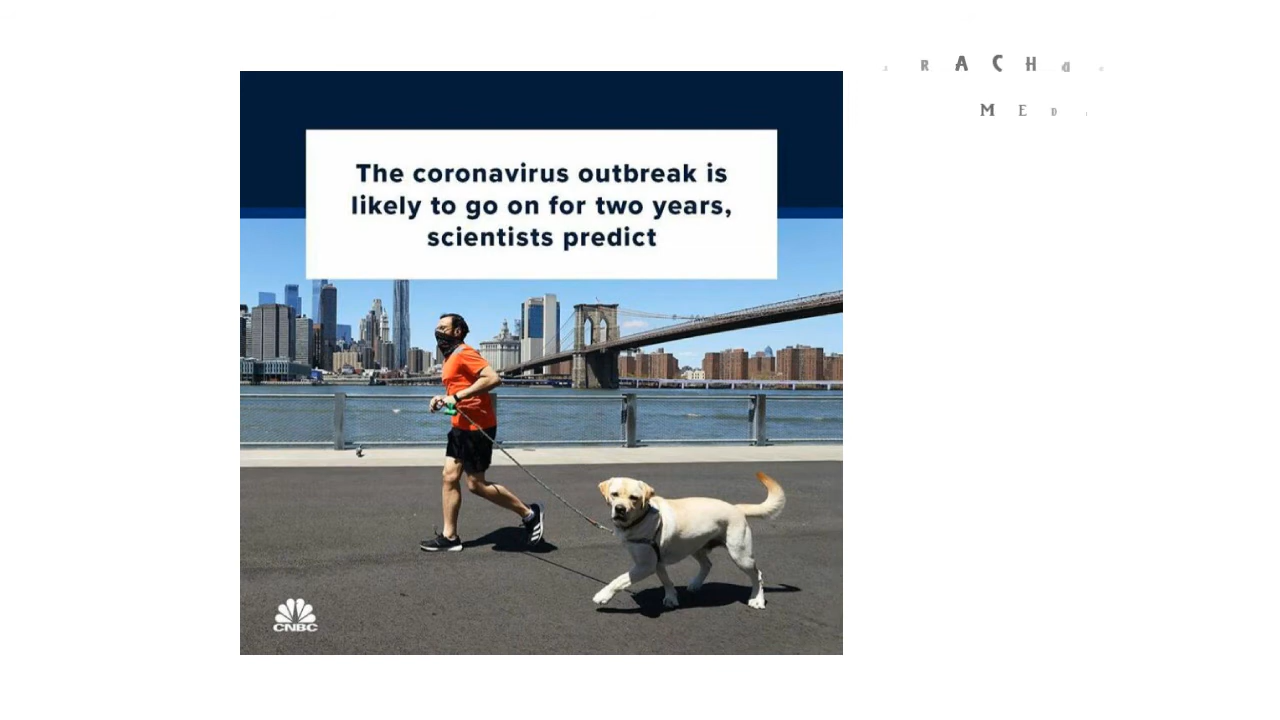 The coronavirus outbreak is
likely to go on for two years,
scientists predict
CNBC